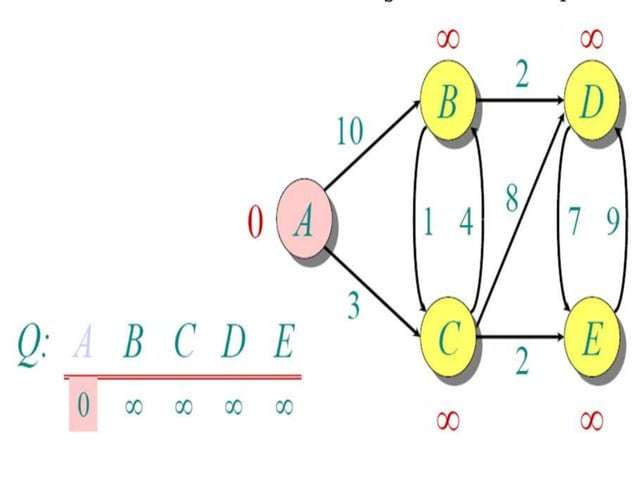 ∞ ∞
B 2 D
10
0 A 1 4 8 7 9
3
Q: A B C D E
C 2 E
0 ∞ ∞ ∞ ∞
∞ ∞